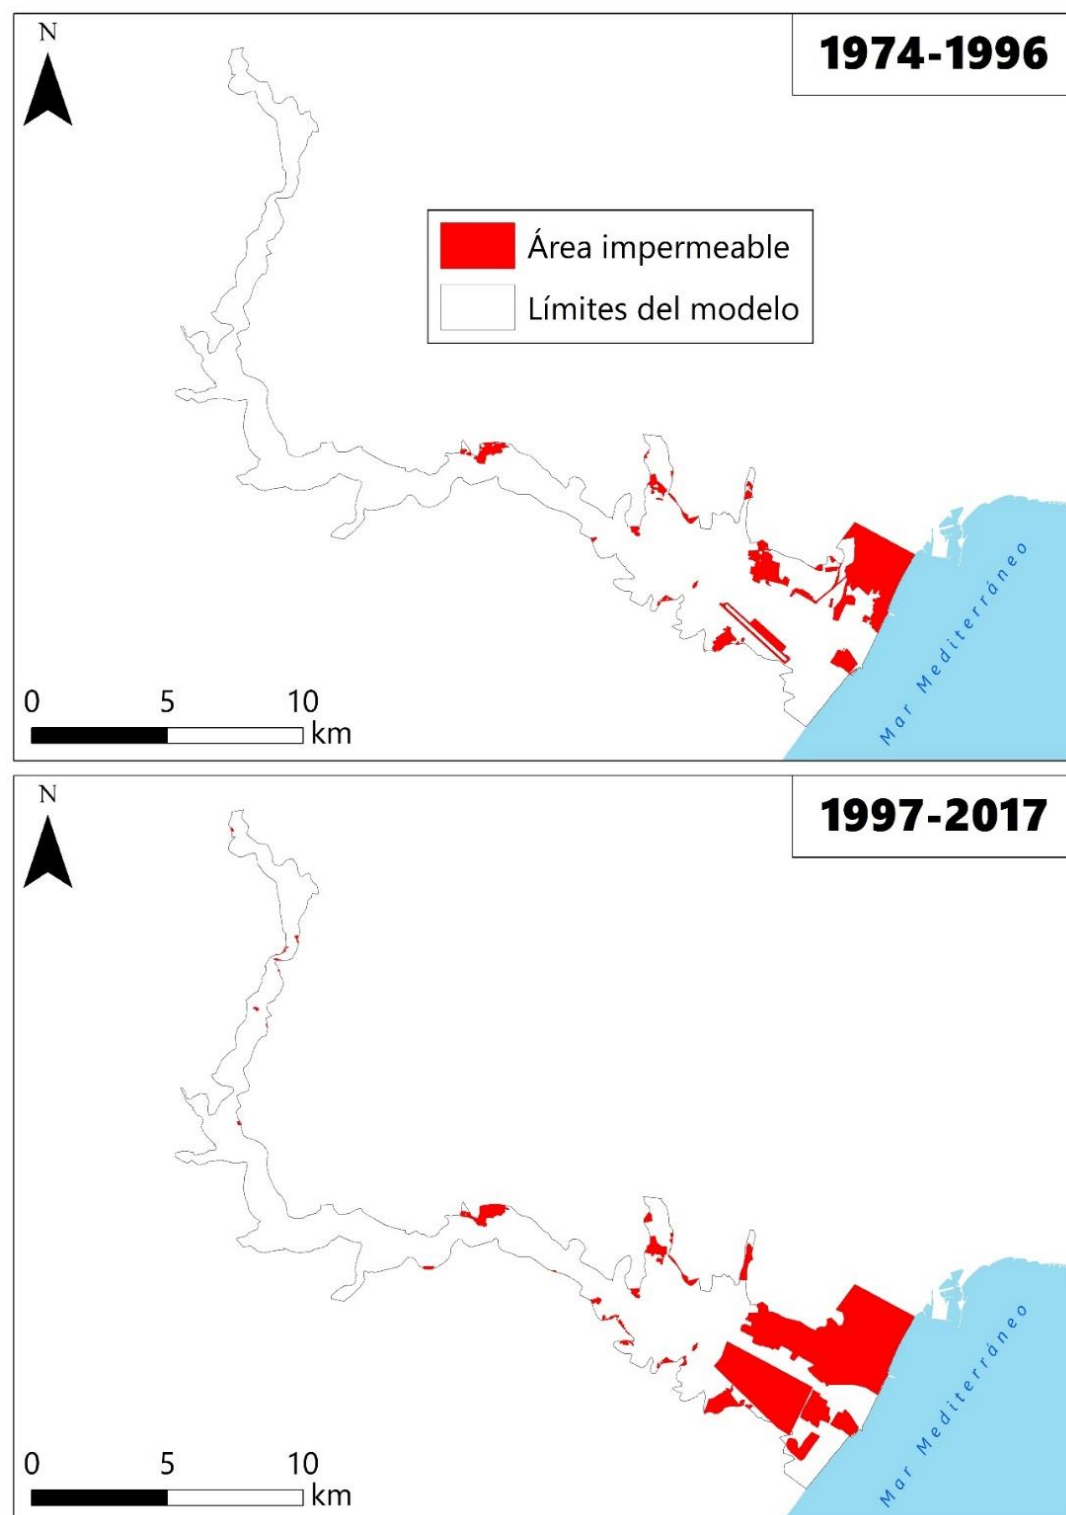 N
1974-1996
Área impermeable
Límites del modelo
Mar Mediterráneo
0 5 10
km
N
1997-2017
Mar Mediterráneo
0 5 10
km